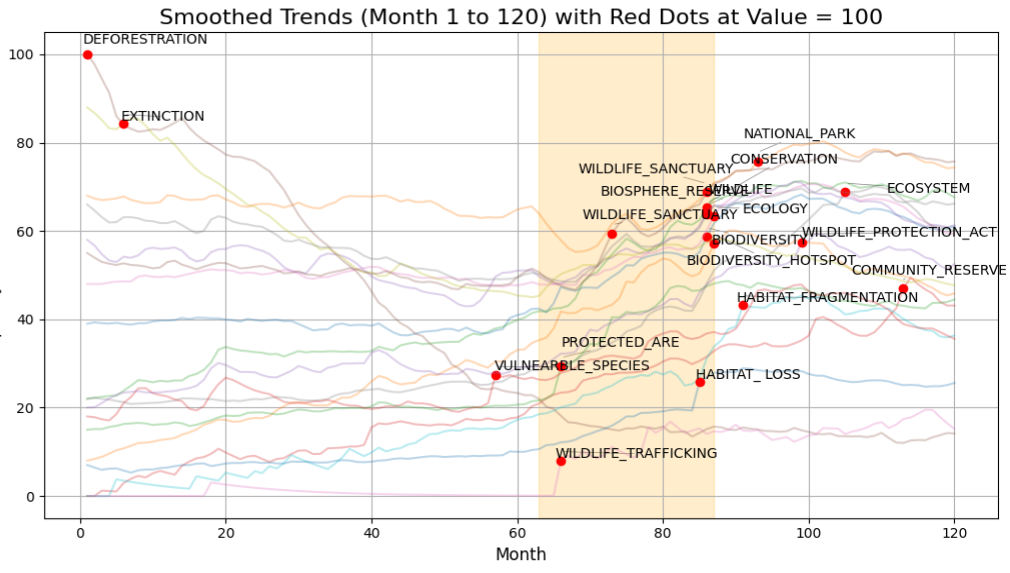 Smoothed Trends (Month 1 to 120) with Red Dots at Value = 100
DEFORESTRATION
100
EXTINCTION
80
NATIONAL_PARK
CONSERVATION
WILDLIFE_SANCTUARY
BIOSPHERE_RESERVE
WILDLIFE
ECOSYSTEM
WILDLIFE_SANCTUARY
ECOLOGY
60
BIODIVERSITY
WILDLIFE_PROTECTION_ACT
BIODIVERSITY_HOTSPOT
COMMUNITY_RESERVE
HABITAT_FRAGMENTATION
40
PROTECTED_ARE
VULNEARBLE_SPECIES
HABITAT_ LOSS
20
WILDLIFE_TRAFFICKING
0
0 20 40 60 80 100 120
Month